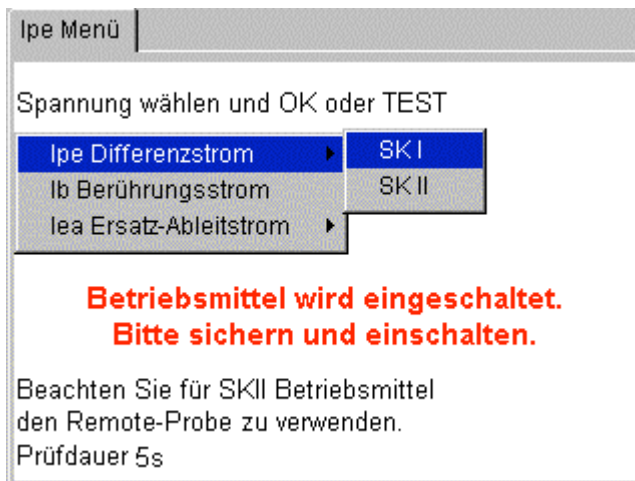 Ipe Menü
Spannung wählen und OK oder TEST
Ipe Differenzstrom
SK I
Ib Berührungsstrom
SK II
Iea Ersatz-Ableitstrom
Betriebsmittel wird eingeschaltet.
Bitte sichern und einschalten.
Beachten Sie für SKII Betriebsmittel
den Remote-Probe zu verwenden.
Prüfdauer 5s